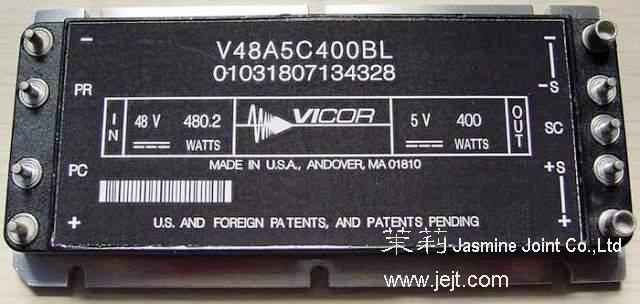 V48A5C400BL
01031807134328
− −
PR −S
IN 48 V 480.2 WATTS VICOR 5 V 400 WATTS OUT
SC
MADE IN U.S.A., ANDOVER, MA 01810
PC +S
+ +
U.S. AND FOREIGN PATENTS, AND PATENTS PENDING
茉莉 Jasmine Joint Co.,Ltd
www.jejt.com